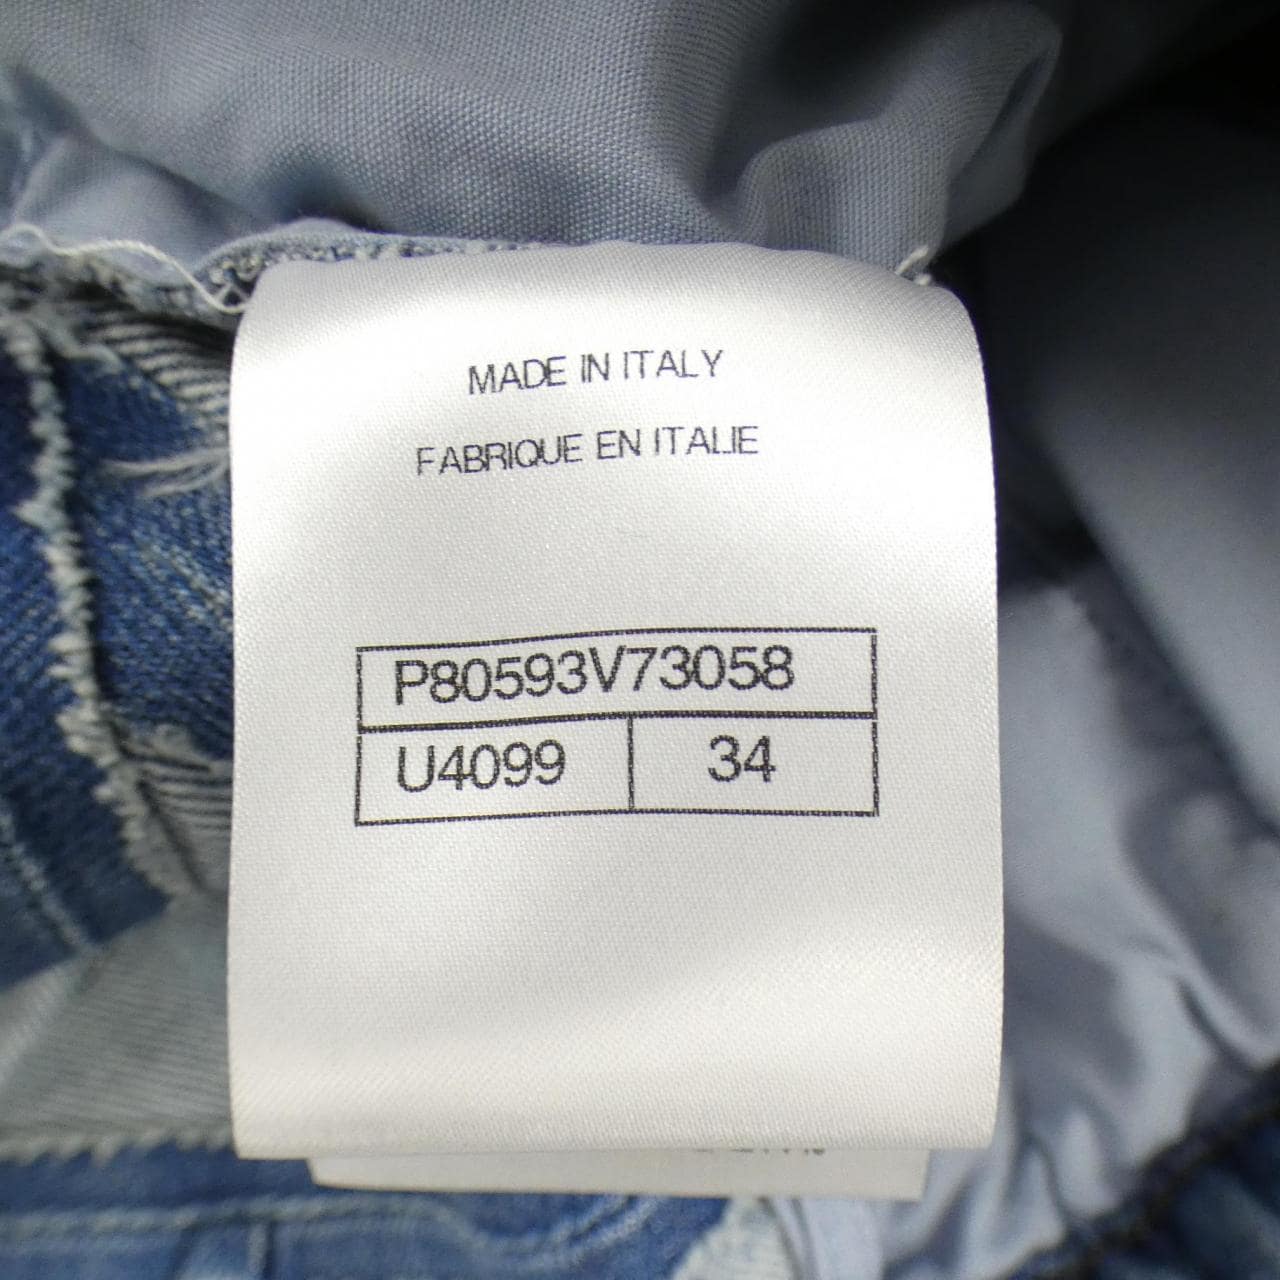 MADE IN ITALY
FABRIQUE EN ITALIE
P80593V73058
U4099 34